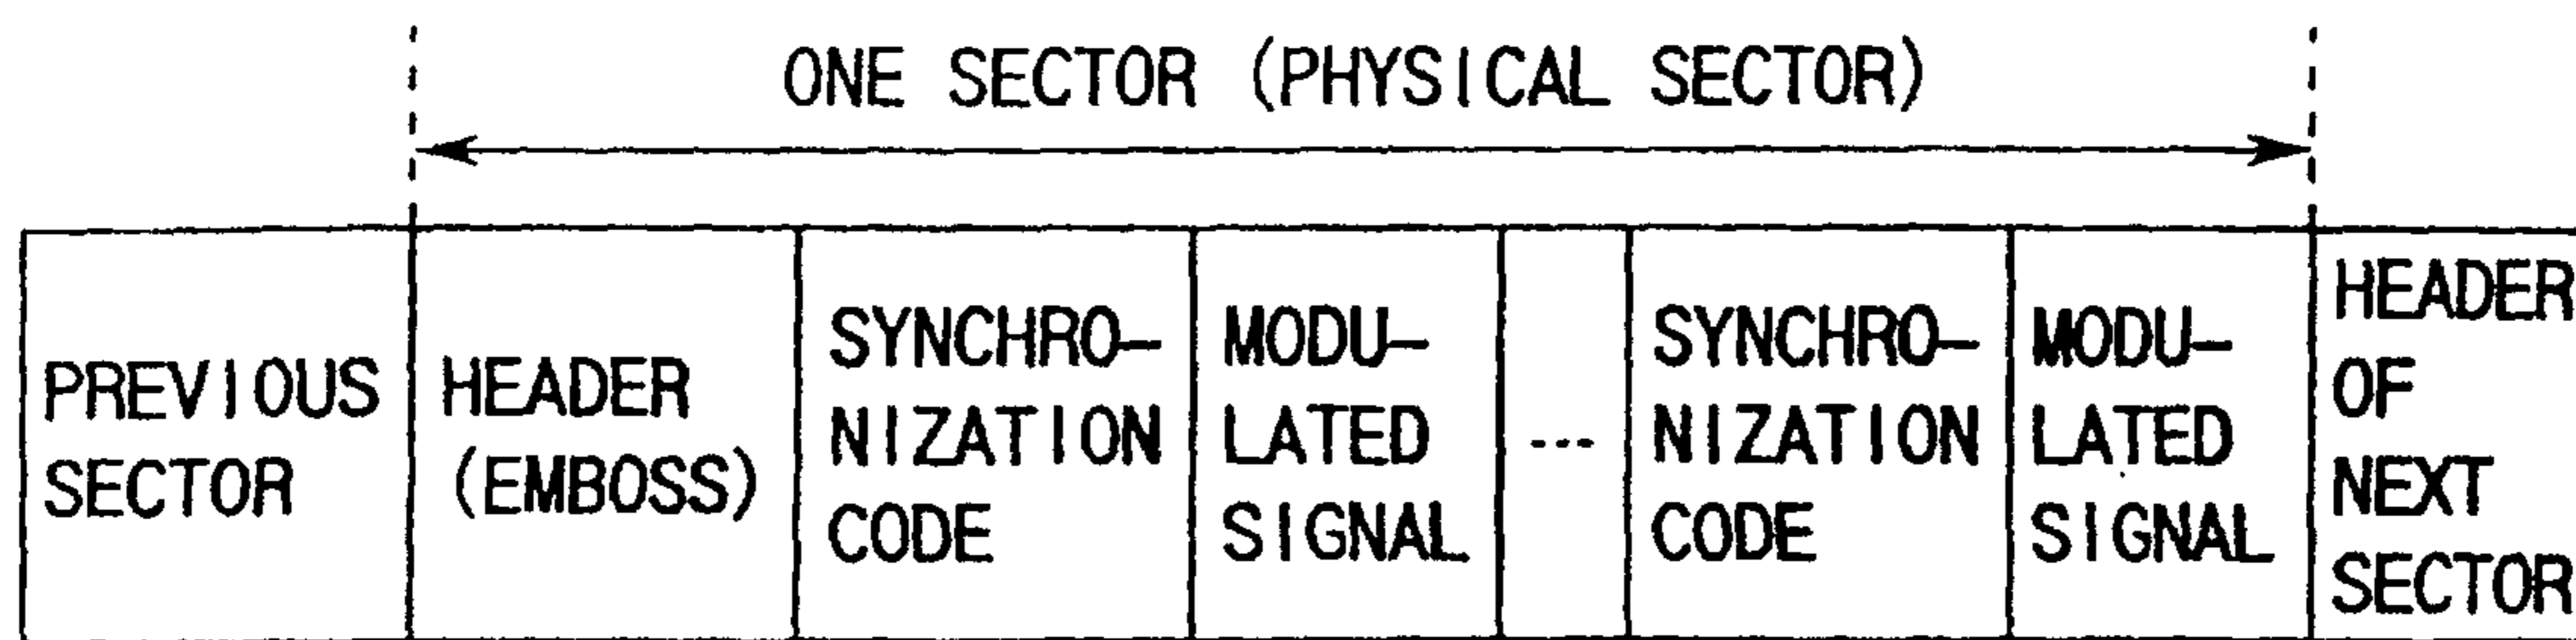 ONE SECTOR (PHYSICAL SECTOR)
PREVIOUS
SECTOR
HEADER
(EMBOSS)
SYNCHRO–
NIZATION
CODE
MODU–
LATED
SIGNAL
---
SYNCHRO–
NIZATION
CODE
MODU–
LATED
SIGNAL
HEADER
OF
NEXT
SECTOR